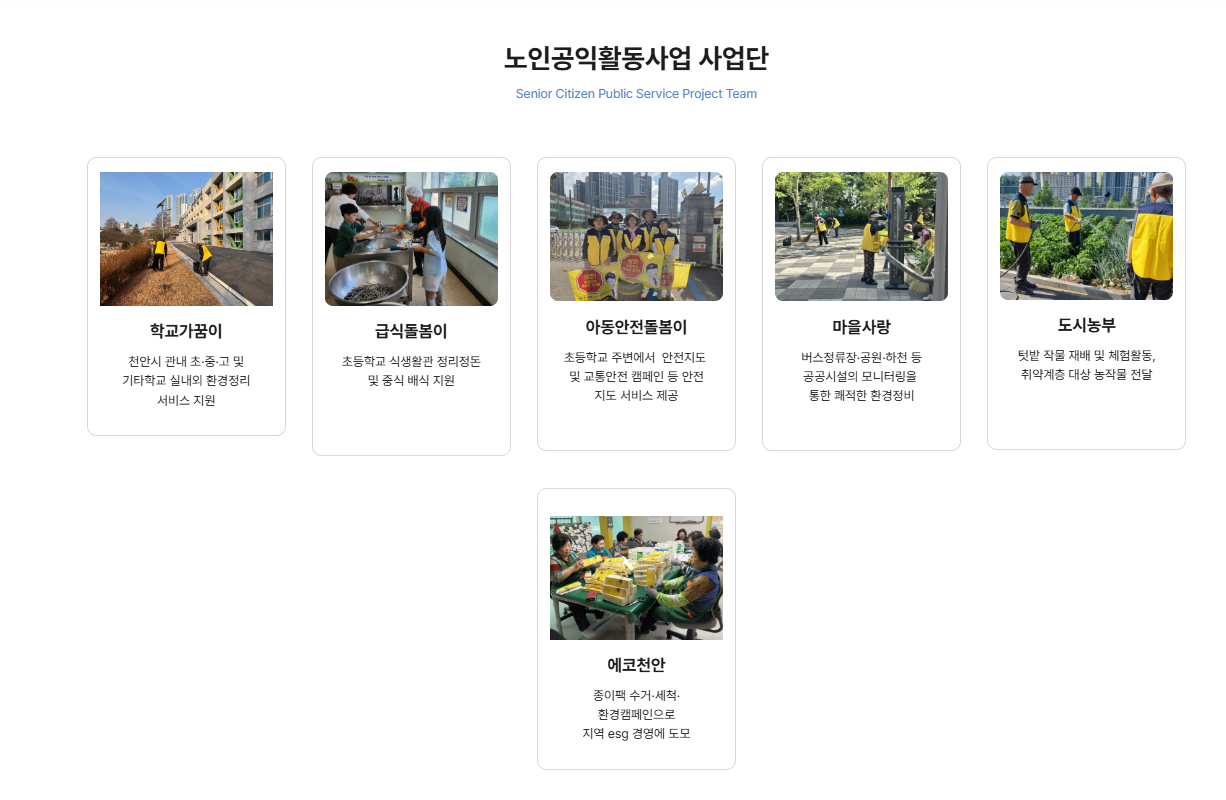 노인공익활동사업 사업단
Senior Citizen Public Service Project Team
학교가꿈이
천안시 관내 초·중·고 및
기타학교 실내외 환경정리
서비스 지원
급식돌봄이
초등학교 식생활관 정리정돈
및 중식 배식 지원
아동안전돌봄이
초등학교 주변에서 안전지도
및 교통안전 캠페인 등 안전
지도 서비스 제공
마을사랑
버스정류장·공원·하천 등
공공시설의 모니터링을
통한 쾌적한 환경정비
도시농부
텃밭 작물 재배 및 체험활동,
취약계층 대상 농작물 전달
에코천안
종이팩 수거·세척·
환경캠페인으로
지역 esg 경영에 도모